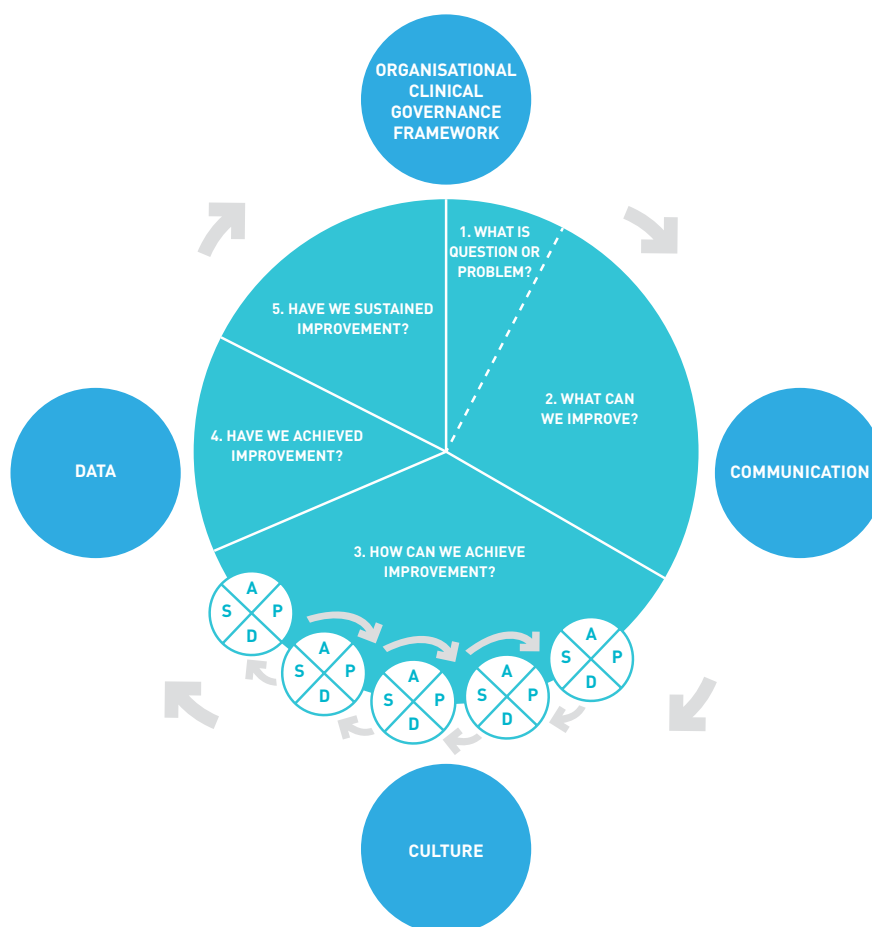 ORGANISATIONAL
CLINICAL
GOVERNANCE
FRAMEWORK
1. WHAT IS
QUESTION OR
PROBLEM?
5. HAVE WE SUSTAINED
IMPROVEMENT?
2. WHAT CAN
WE IMPROVE?
4. HAVE WE ACHIEVED
IMPROVEMENT?
DATA
COMMUNICATION
3. HOW CAN WE ACHIEVE
IMPROVEMENT?
A
S P
D
A
S P
D
A
S P
D
A
S P
D
A
S P
D
CULTURE